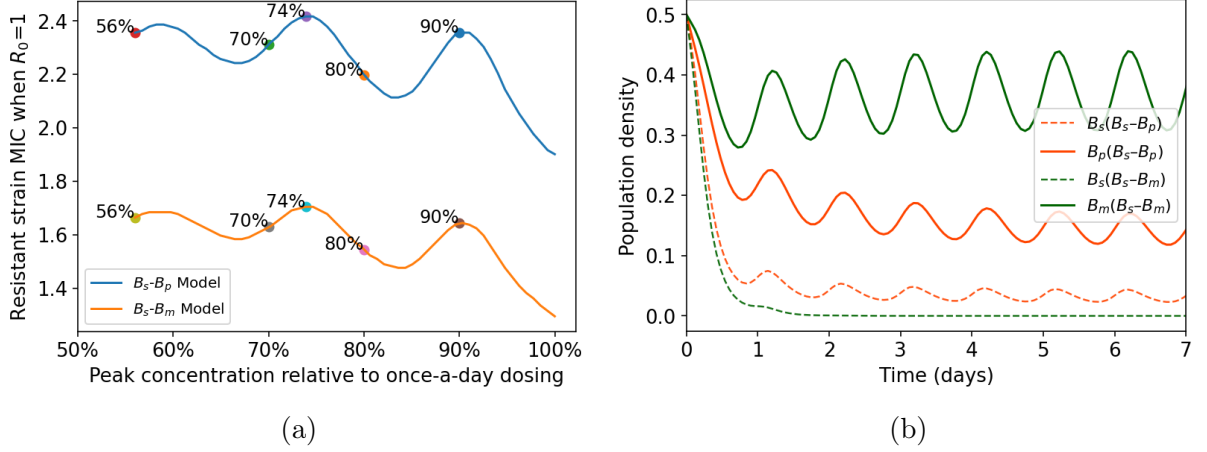 Resistant strain MIC when R₀=1
2.4
2.2
2.0
1.8
1.6
1.4
56%
70%
74%
80%
90%
56%
70%
74%
80%
90%
Bₛ-Bₚ Model
Bₛ-Bₘ Model
50% 60% 70% 80% 90% 100%
Peak concentration relative to once-a-day dosing
(a)
Population density
0.5
0.4
0.3
0.2
0.1
0.0
Bₛ(Bₛ–Bₚ)
Bₚ(Bₛ–Bₚ)
Bₛ(Bₛ–Bₘ)
Bₘ(Bₛ–Bₘ)
0 1 2 3 4 5 6 7
Time (days)
(b)